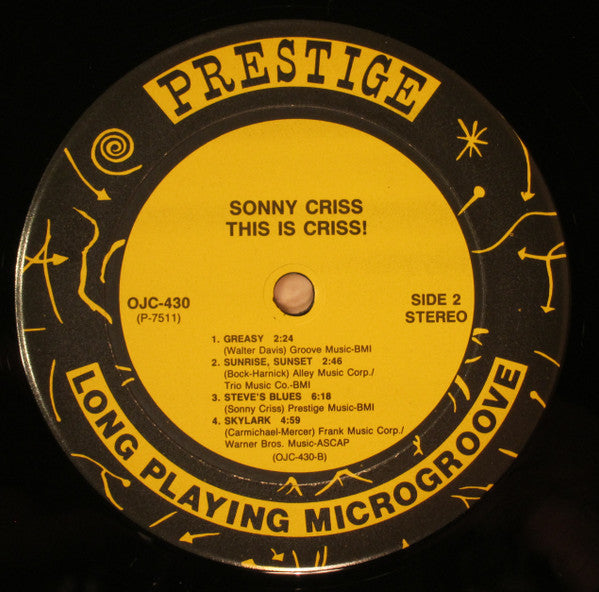 PRESTIGE
SONNY CRISS
THIS IS CRISS!
OJC-430
(P-7511)
SIDE 2
STEREO
1. GREASY 2:24
(Walter Davis) Groove Music-BMI
2. SUNRISE, SUNSET 2:46
(Bock-Harnick) Alley Music Corp./
Trio Music Co.-BMI
3. STEVE'S BLUES 6:18
(Sonny Criss) Prestige Music-BMI
4. SKYLARK 4:59
(Carmichael-Mercer) Frank Music Corp./
Warner Bros. Music-ASCAP
(OJC-430-B)
LONG PLAYING MICROGROOVE